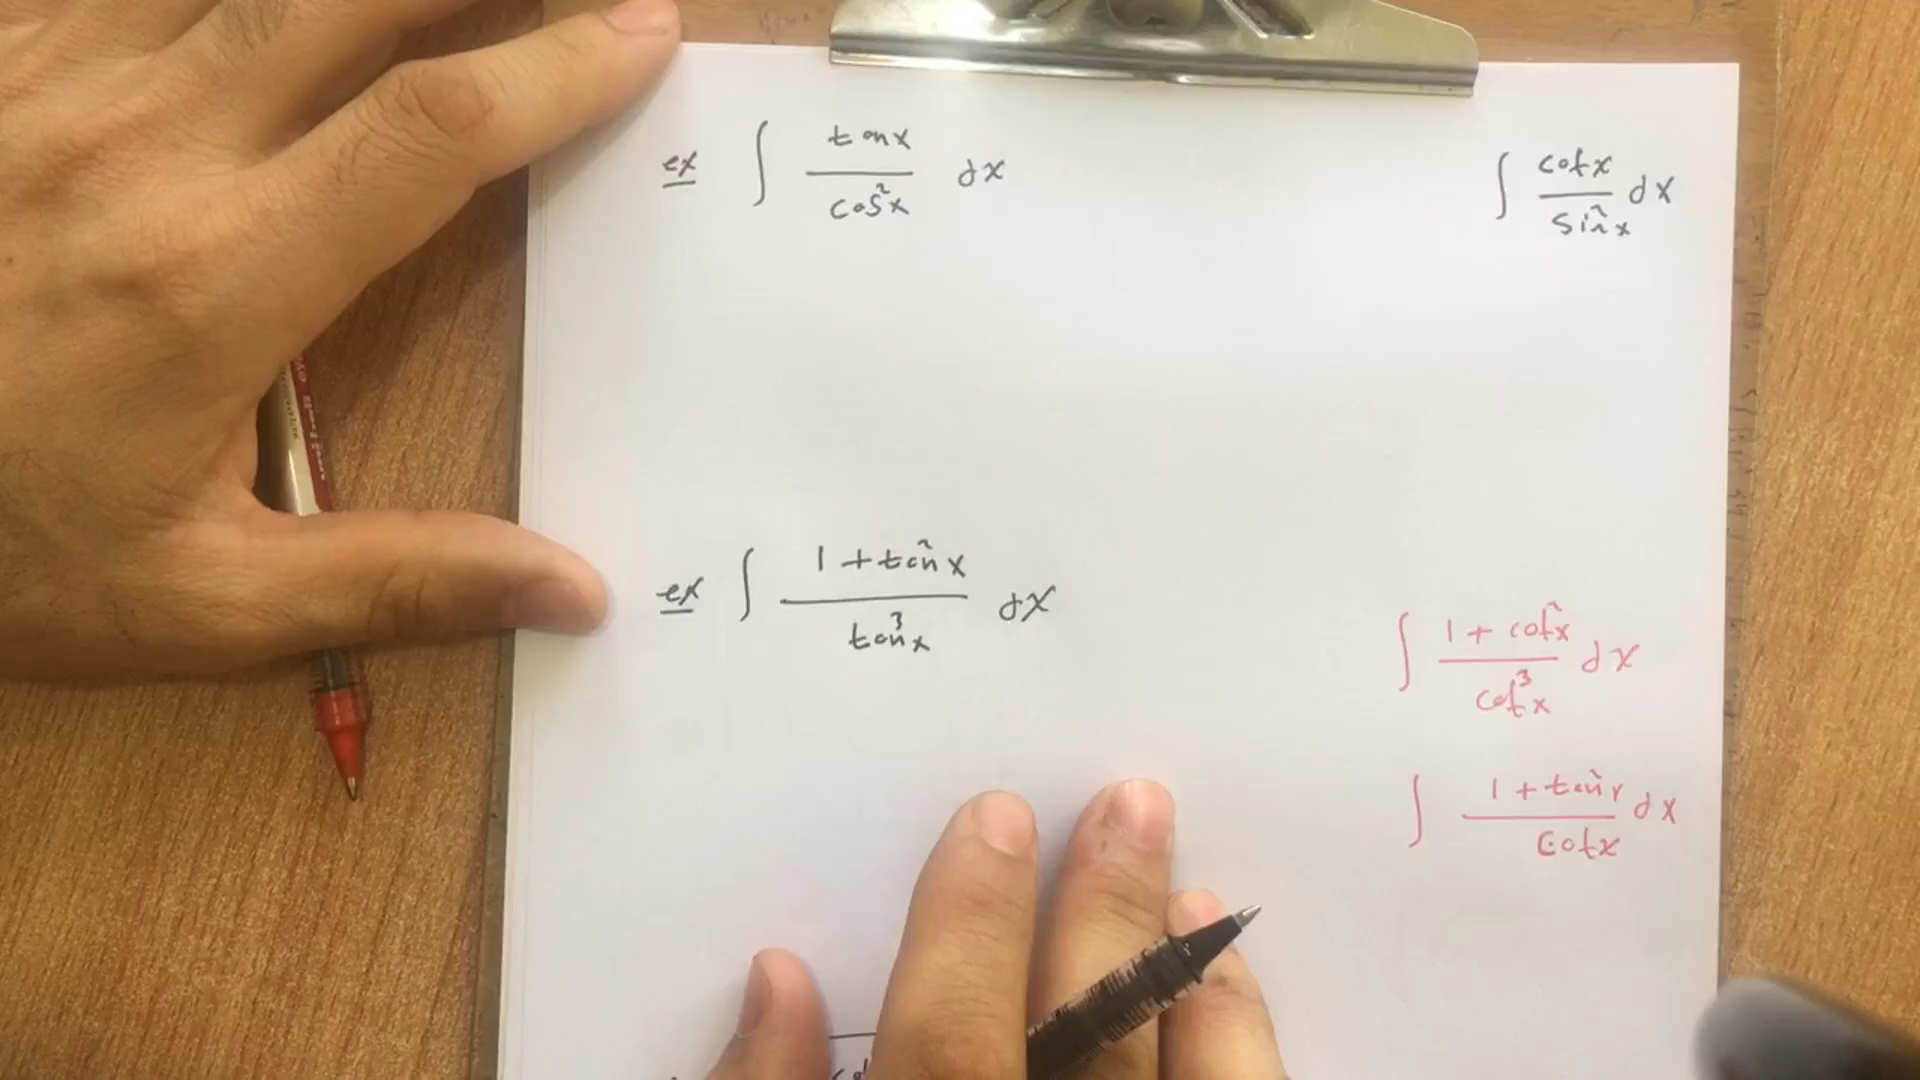 ex ∫ tanx / cos²x dx
∫ cotx / sin²x dx
ex ∫ 1 + tan²x / tan³x dx
∫ 1 + cot²x / cot³x dx
∫ 1 + tan²x / cotx dx